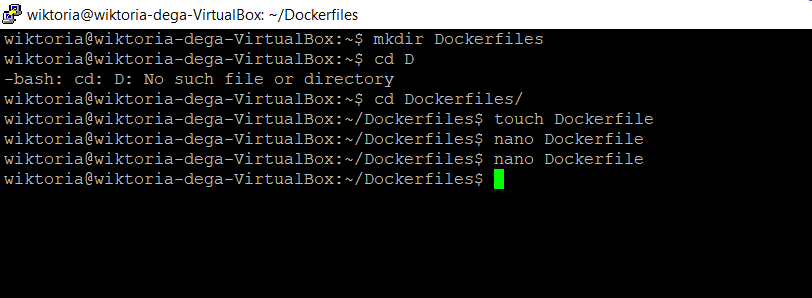 wiktoria@wiktoria-dega-VirtualBox: ~/Dockerfiles
wiktoria@wiktoria-dega-VirtualBox:~$ mkdir Dockerfiles
wiktoria@wiktoria-dega-VirtualBox:~$ cd D
-bash: cd: D: No such file or directory
wiktoria@wiktoria-dega-VirtualBox:~$ cd Dockerfiles/
wiktoria@wiktoria-dega-VirtualBox:~/Dockerfiles$ touch Dockerfile
wiktoria@wiktoria-dega-VirtualBox:~/Dockerfiles$ nano Dockerfile
wiktoria@wiktoria-dega-VirtualBox:~/Dockerfiles$ nano Dockerfile
wiktoria@wiktoria-dega-VirtualBox:~/Dockerfiles$